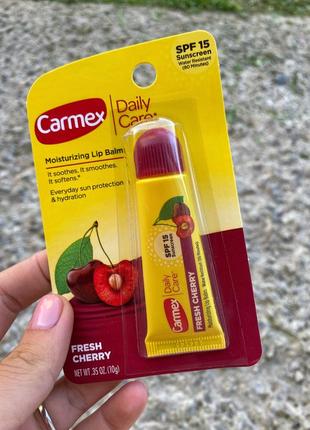 SPF 15
Sunscreen
Water Resistant
(80 Minutes)
Carmex
Daily
Care®
Moisturizing Lip Balm
It soothes. It smoothes.
It softens.*
Everyday sun protection
& hydration
Carmex
Daily
Care®
SPF 15
Sunscreen
FRESH CHERRY
FRESH
CHERRY
NET WT .35 OZ. (10g)